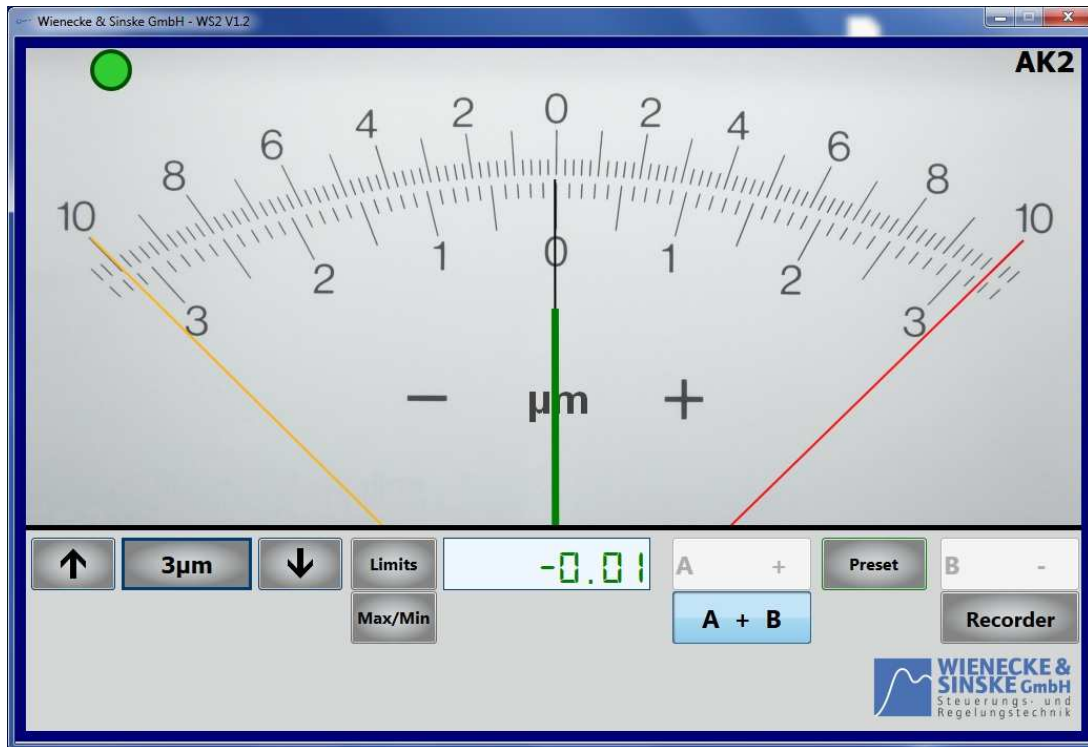 Wienecke & Sinske GmbH - WS2 V1.2
AK2
10 8 6 4 2 0 2 4 6 8 10
3 2 1 0 1 2 3
− µm +
↑ 3µm ↓ Limits -0.01 A + Preset B -
Max/Min A + B Recorder
WIENECKE &
SINSKE GmbH
Steuerungs- und
Regelungstechnik